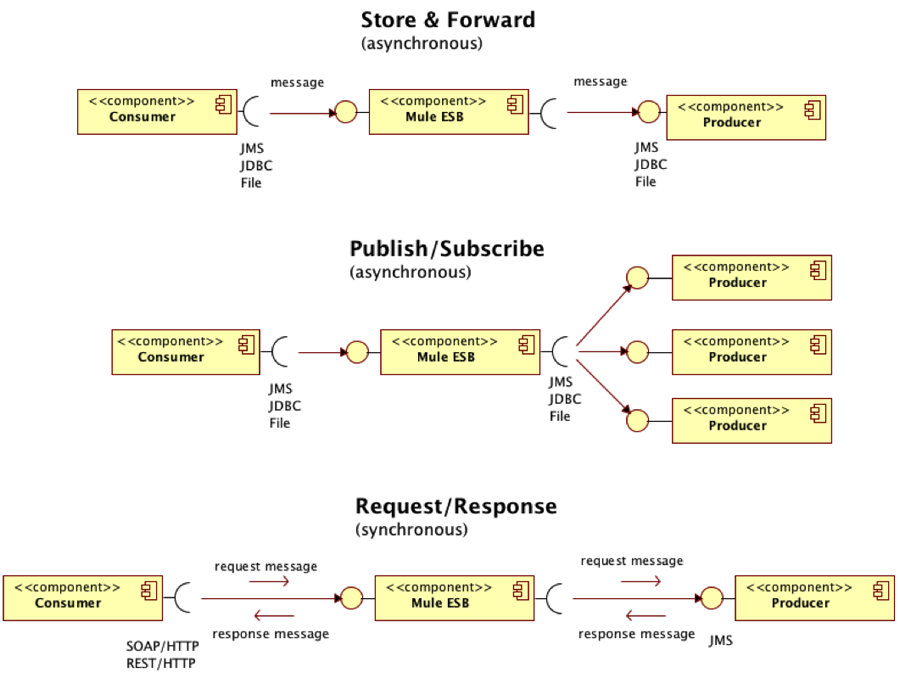 Store & Forward
(asynchronous)
message
message
<<component>>
Consumer
<<component>>
Mule ESB
<<component>>
Producer
JMS
JDBC
File
JMS
JDBC
File
Publish/Subscribe
(asynchronous)
<<component>>
Producer
<<component>>
Consumer
<<component>>
Mule ESB
<<component>>
Producer
JMS
JDBC
File
JMS
JDBC
File
<<component>>
Producer
Request/Response
(synchronous)
request message
request message
<<component>>
Consumer
<<component>>
Mule ESB
<<component>>
Producer
response message
response message
SOAP/HTTP
REST/HTTP
JMS